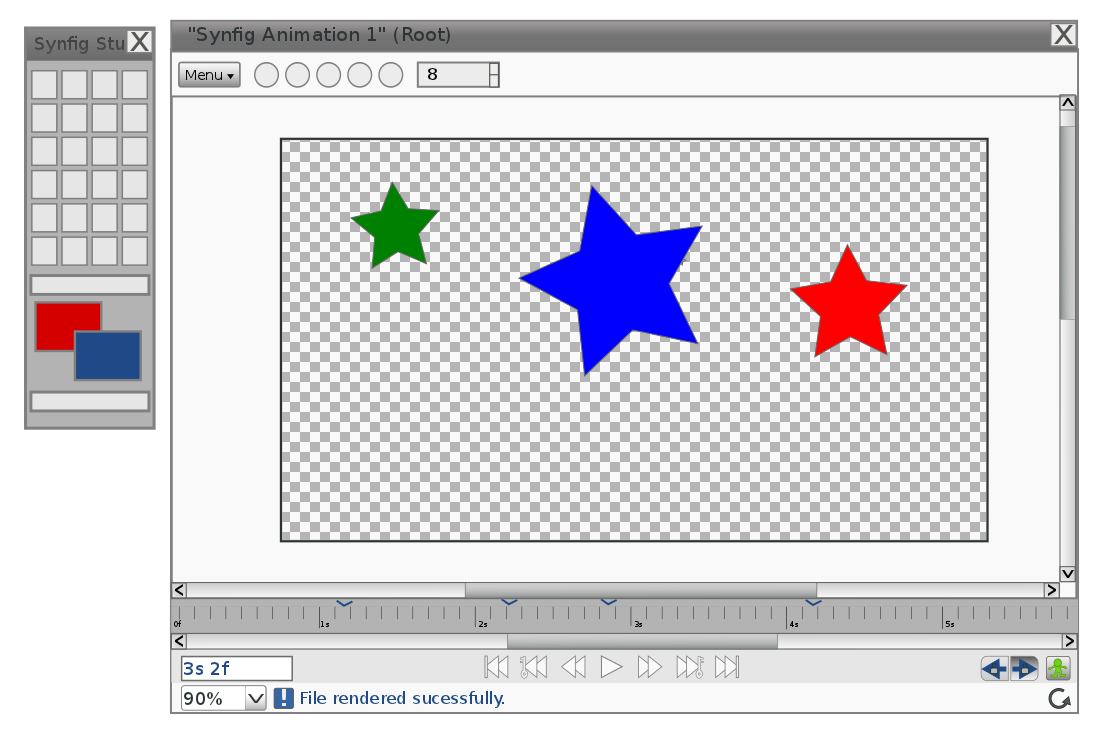 Synfig Stu
"Synfig Animation 1" (Root)
Menu
8
0f 1s 2s 3s 4s 5s
3s 2f
90%
File rendered sucessfully.